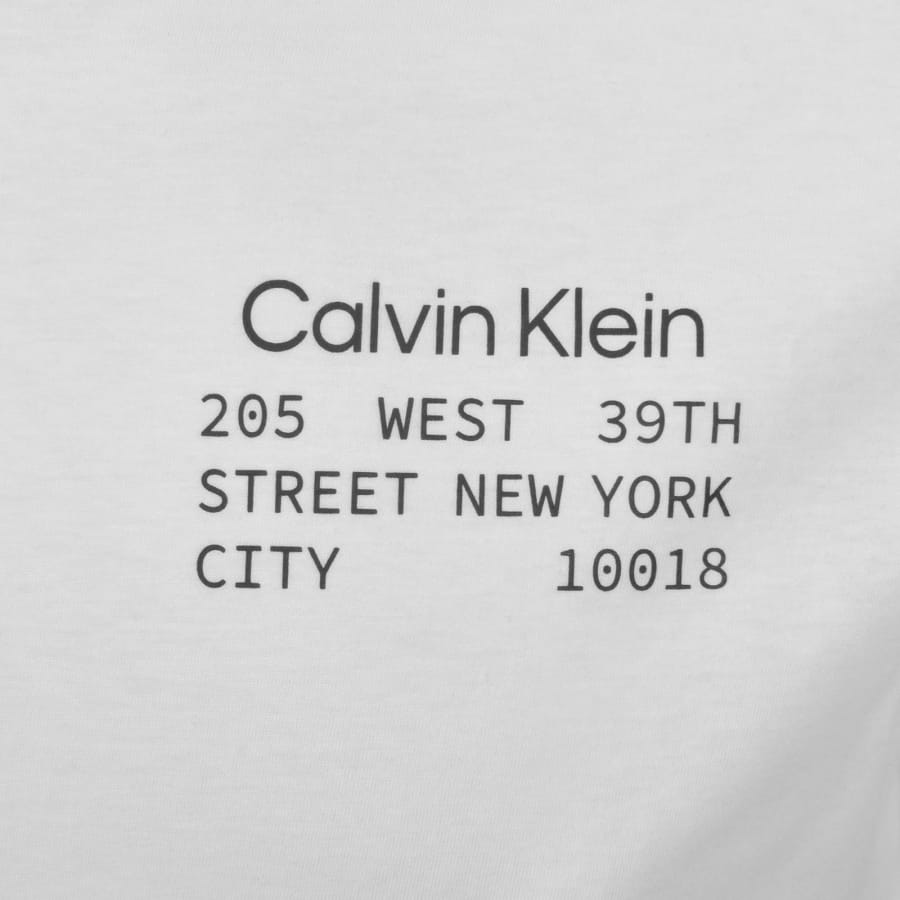 Calvin Klein
205 WEST 39TH
STREET NEW YORK
CITY 10018